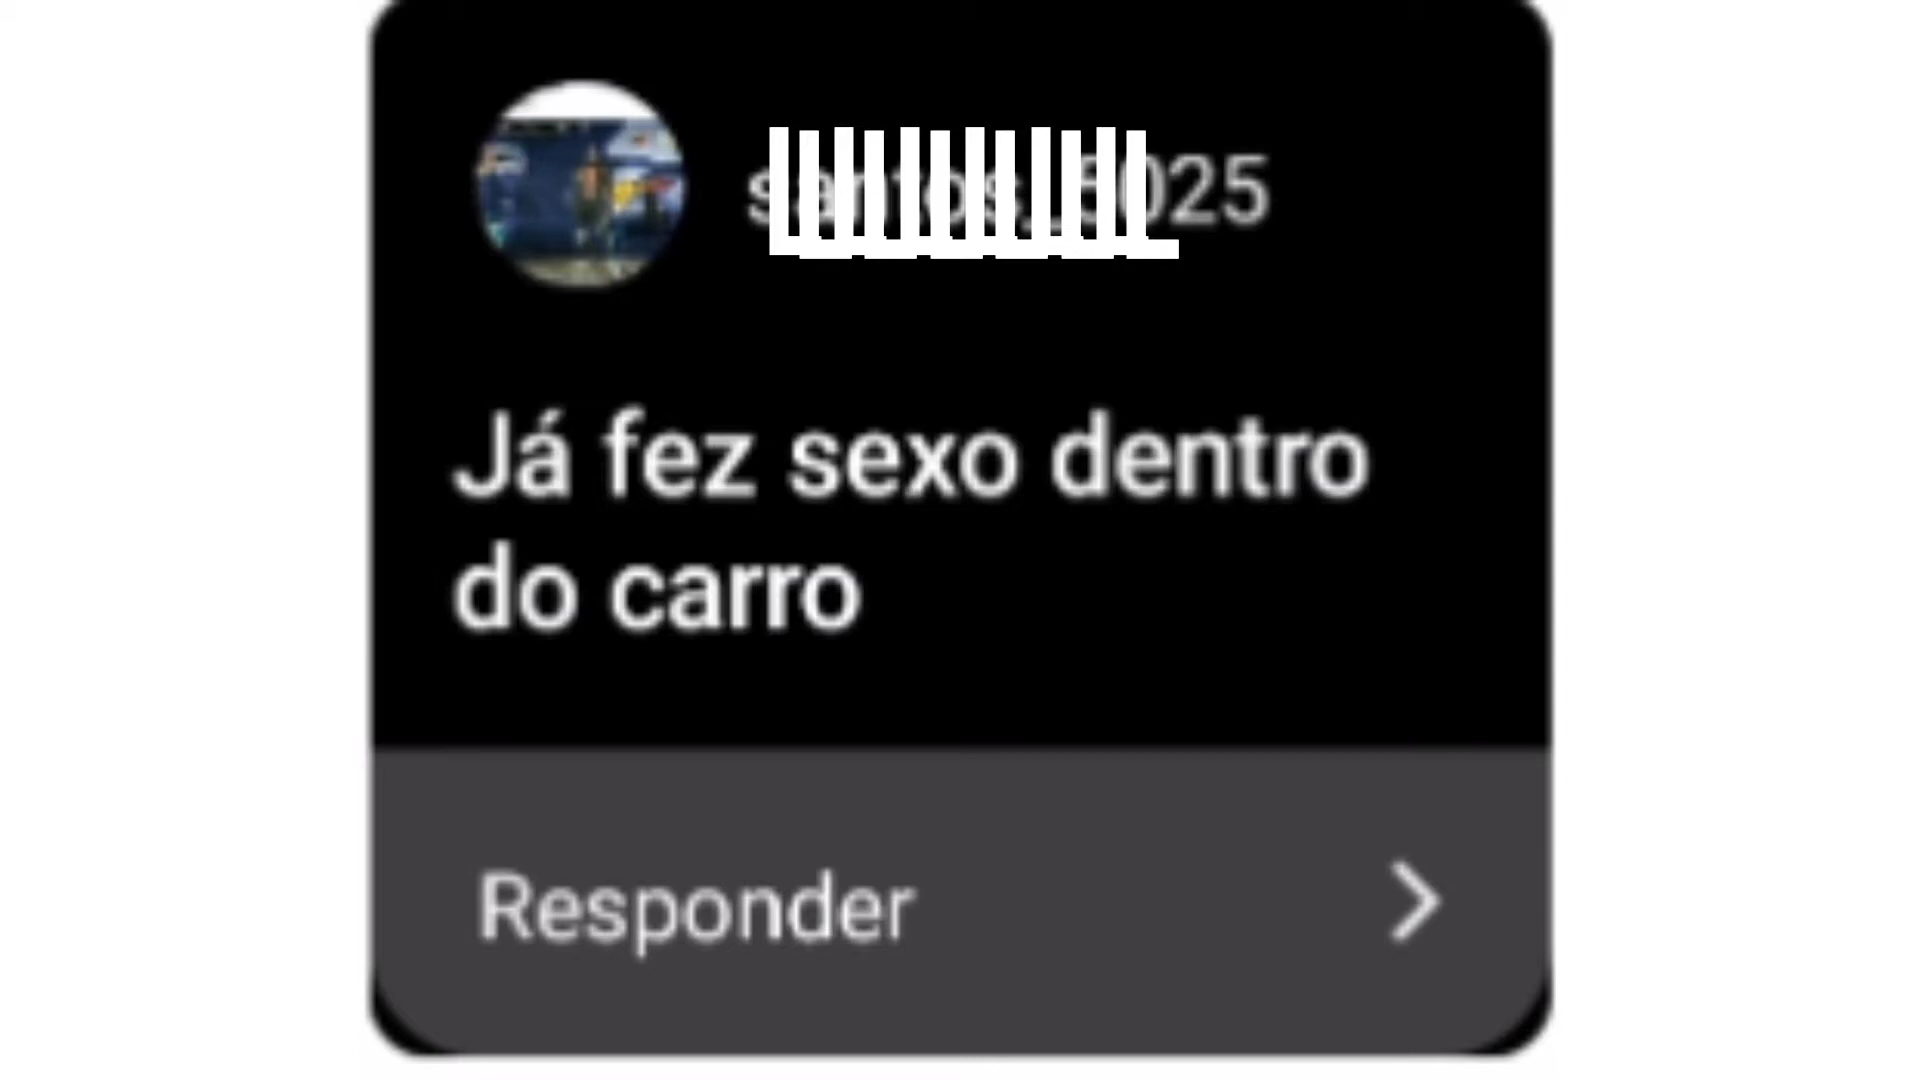 Já fez sexo dentro
do carro
Responder